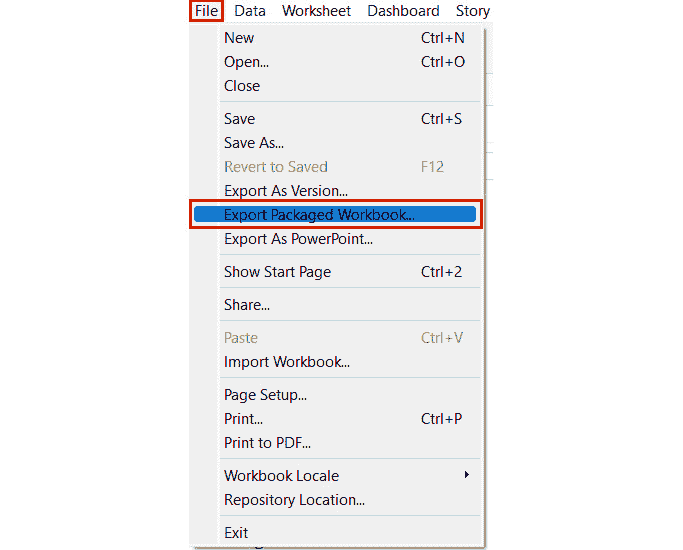 File Data Worksheet Dashboard Story
New Ctrl+N
Open... Ctrl+O
Close
Save Ctrl+S
Save As...
Revert to Saved F12
Export As Version...
Export Packaged Workbook...
Export As PowerPoint...
Show Start Page Ctrl+2
Share...
Paste Ctrl+V
Import Workbook...
Page Setup...
Print... Ctrl+P
Print to PDF...
Workbook Locale
Repository Location...
Exit